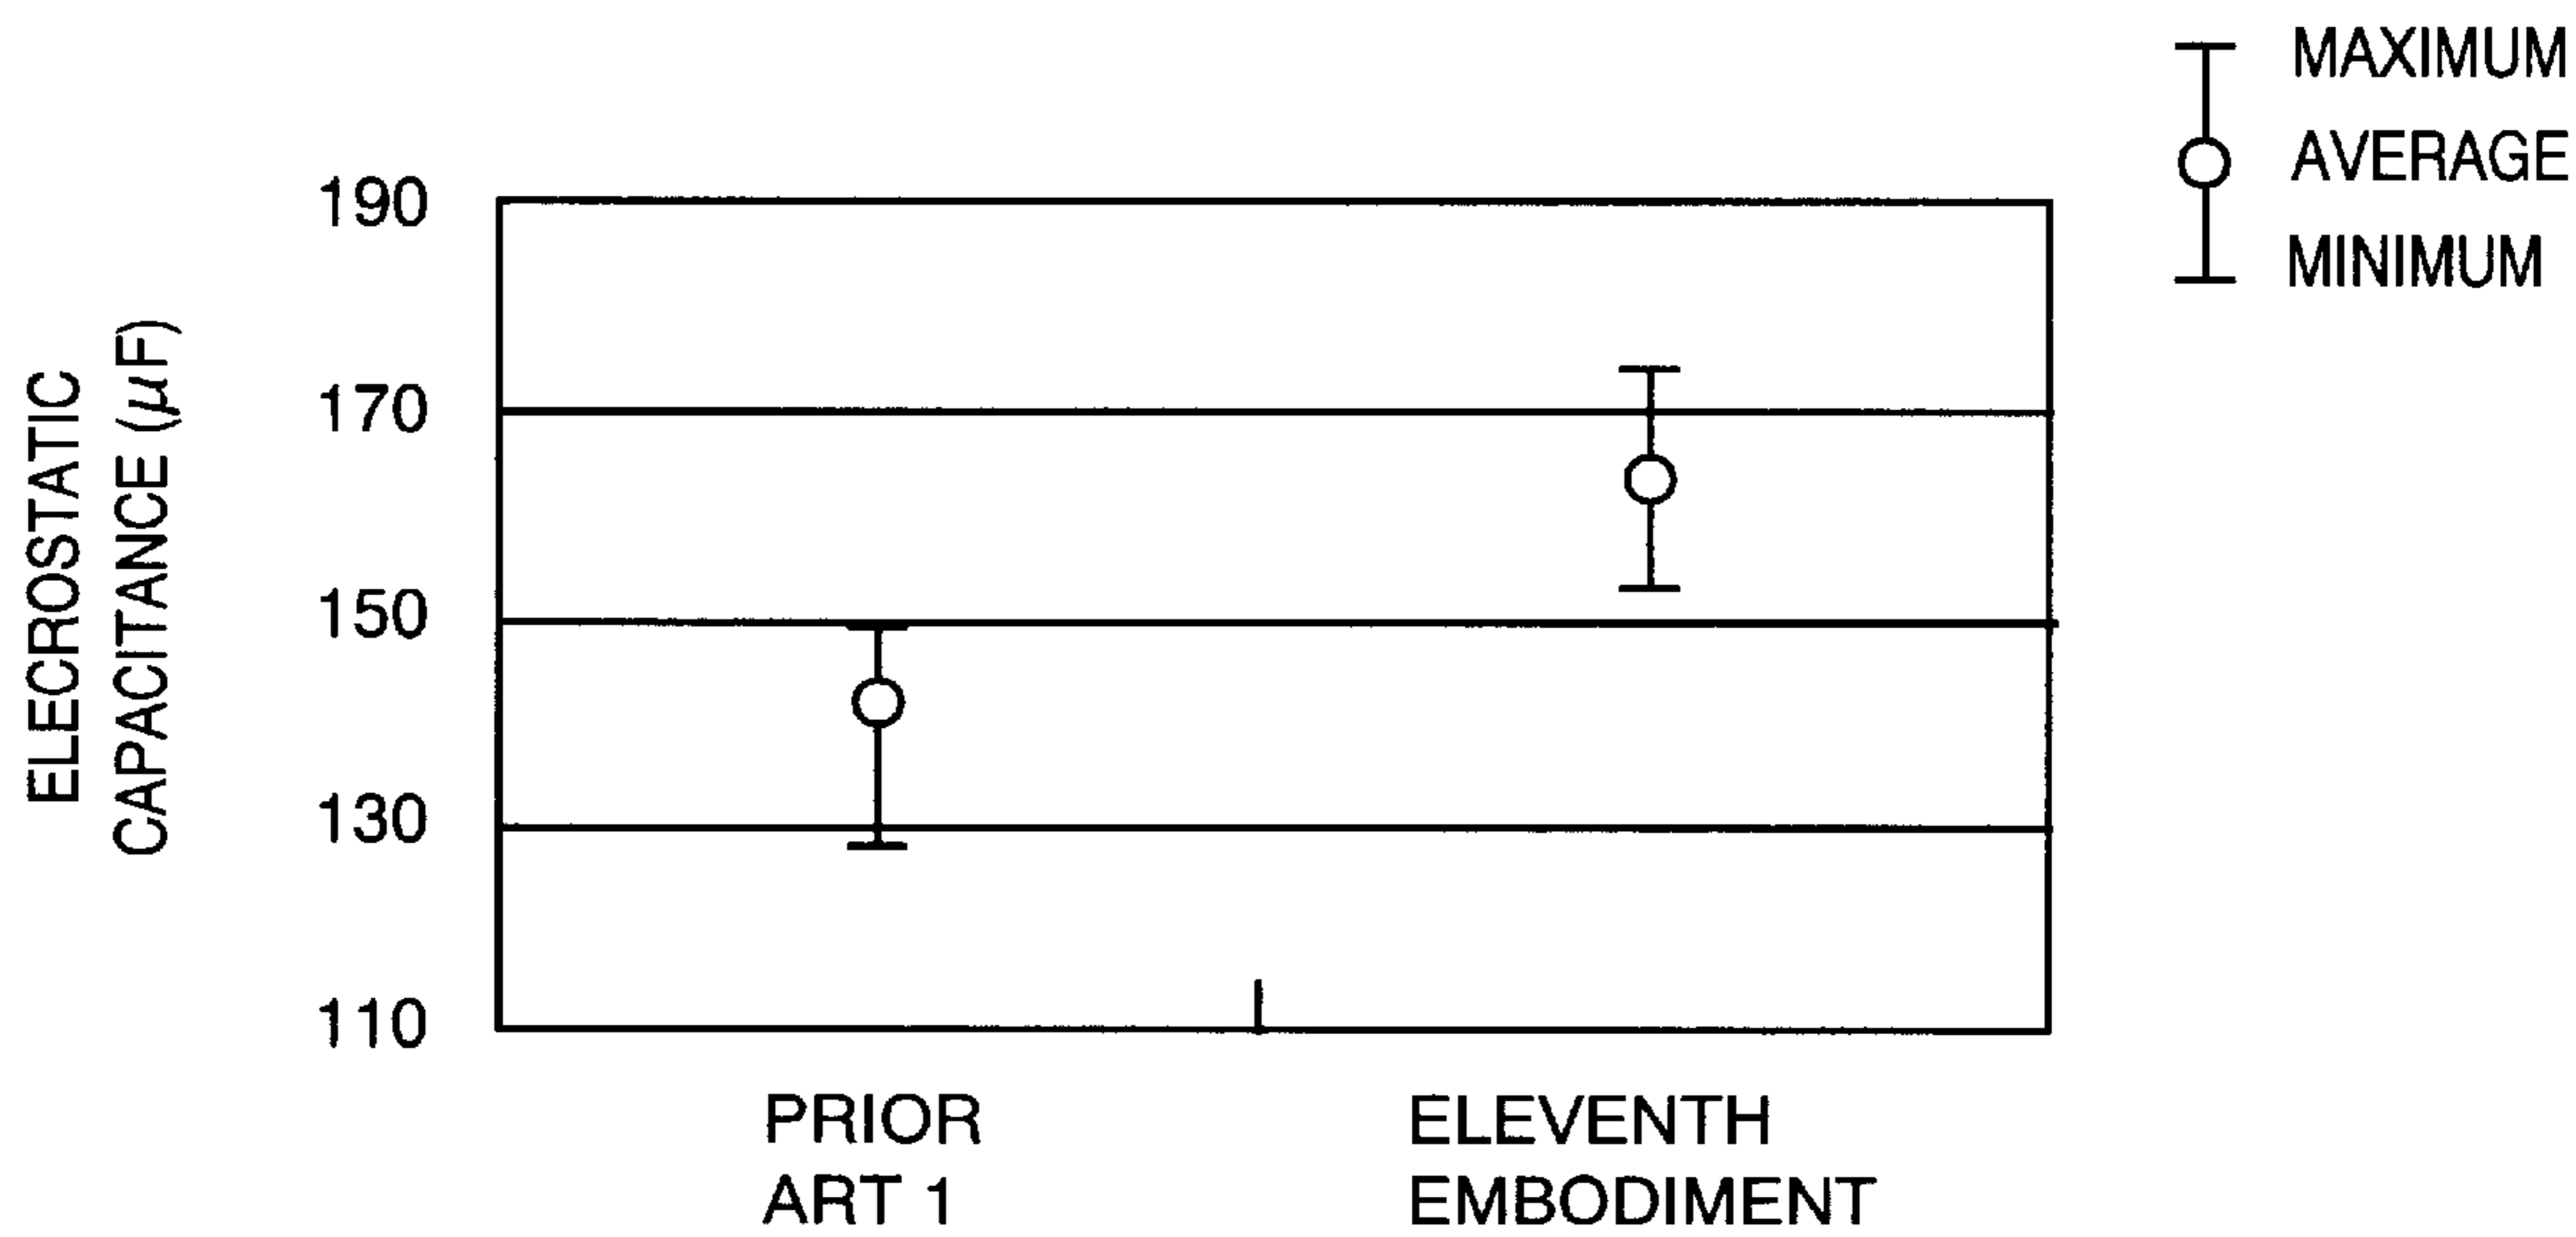 MAXIMUM
AVERAGE
MINIMUM
ELECROSTATIC
CAPACITANCE (μF)
190
170
150
130
110
PRIOR
ART 1
ELEVENTH
EMBODIMENT